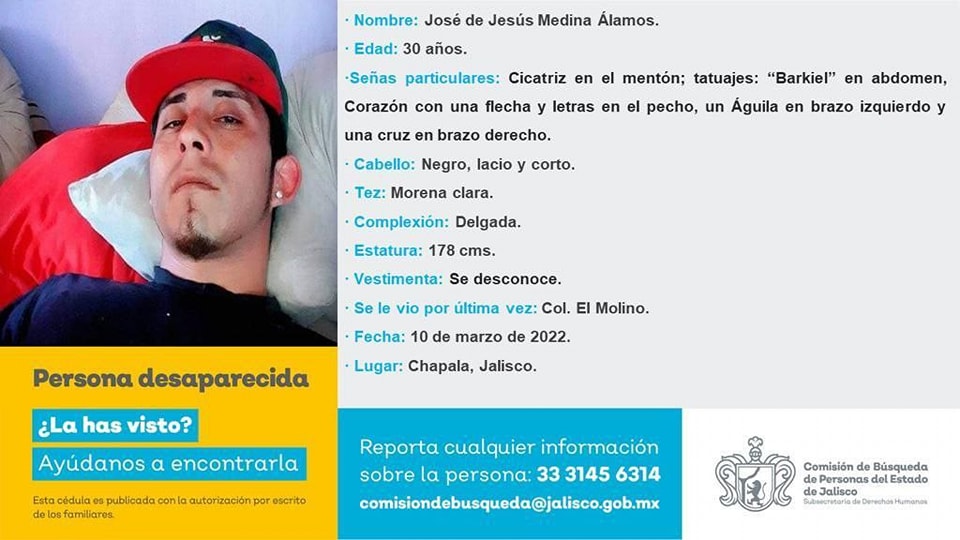 · Nombre: José de Jesús Medina Álamos.
· Edad: 30 años.
·Señas particulares: Cicatriz en el mentón; tatuajes: “Barkiel” en abdomen,
Corazón con una flecha y letras en el pecho, un Águila en brazo izquierdo y
una cruz en brazo derecho.
· Cabello: Negro, lacio y corto.
· Tez: Morena clara.
· Complexión: Delgada.
· Estatura: 178 cms.
· Vestimenta: Se desconoce.
· Se le vio por última vez: Col. El Molino.
· Fecha: 10 de marzo de 2022.
· Lugar: Chapala, Jalisco.
Persona desaparecida
¿La has visto?
Ayúdanos a encontrarla
Esta cédula es publicada con la autorización por escrito
de los familiares.
Reporta cualquier información
sobre la persona: 33 3145 6314
comisiondebusqueda@jalisco.gob.mx
Comisión de Búsqueda
de Personas del Estado
de Jalisco
Subsecretaría de Derechos Humanos